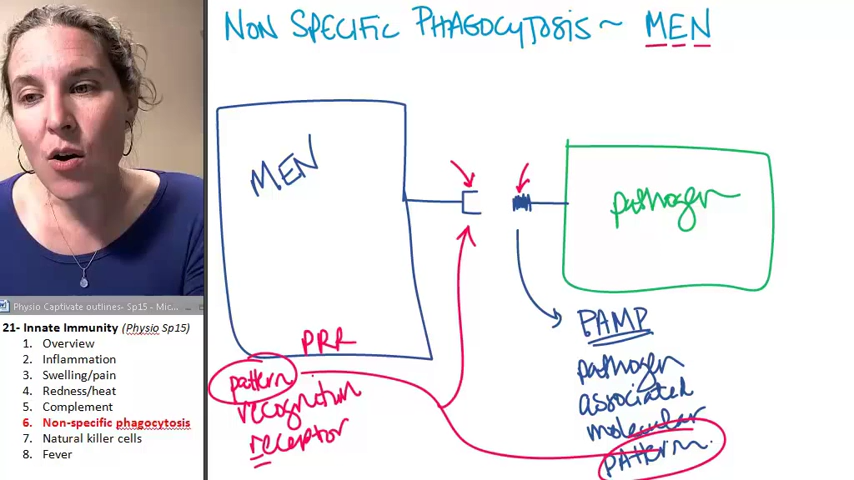 NON SPECIFIC PHAGOCYTOSIS ~ MEN
MEN
pathogen
PRR
pattern
recognition
receptor
PAMP
pathogen
associated
molecular
pattern.
Physio Captivate outlines- Sp15 - Mic...
21- Innate Immunity (Physio Sp15)
1. Overview
2. Inflammation
3. Swelling/pain
4. Redness/heat
5. Complement
6. Non-specific phagocytosis
7. Natural killer cells
8. Fever